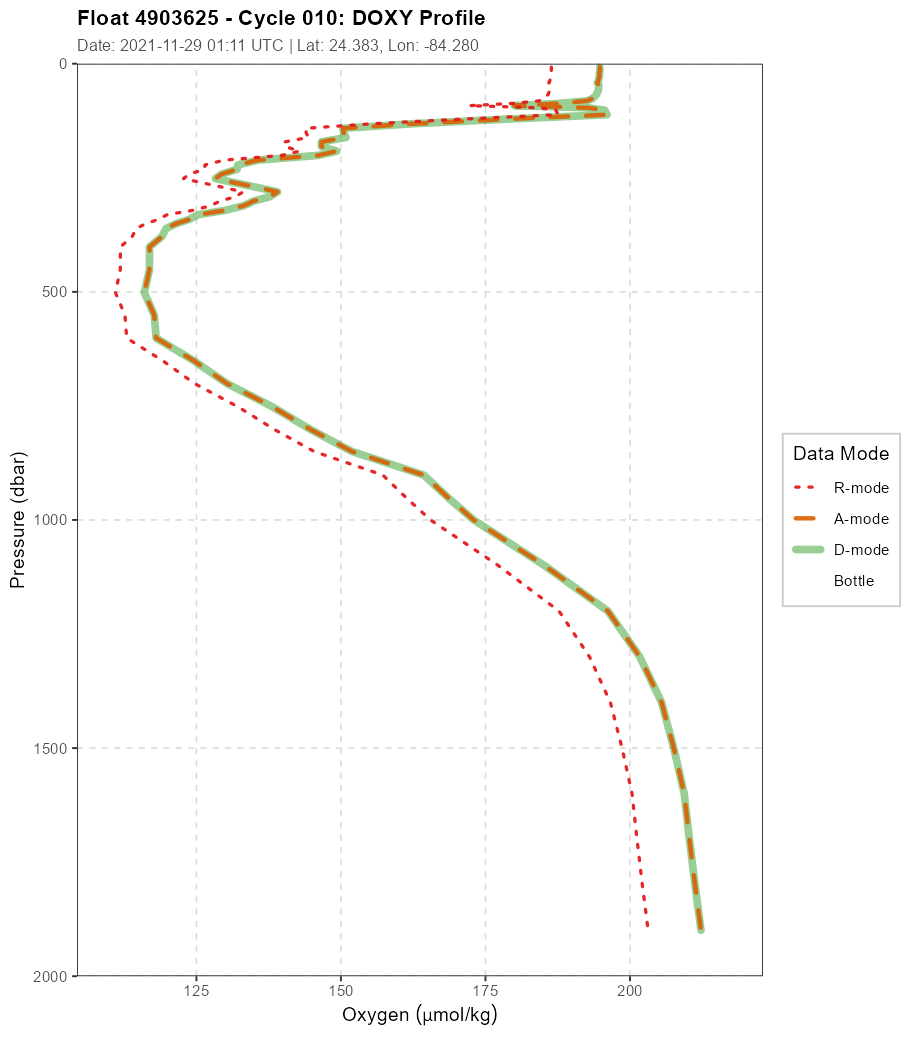 Float 4903625 - Cycle 010: DOXY Profile
Date: 2021-11-29 01:11 UTC | Lat: 24.383, Lon: -84.280
0
500
1000
1500
2000
Pressure (dbar)
125 150 175 200
Oxygen (µmol/kg)
Data Mode
R-mode
A-mode
D-mode
Bottle